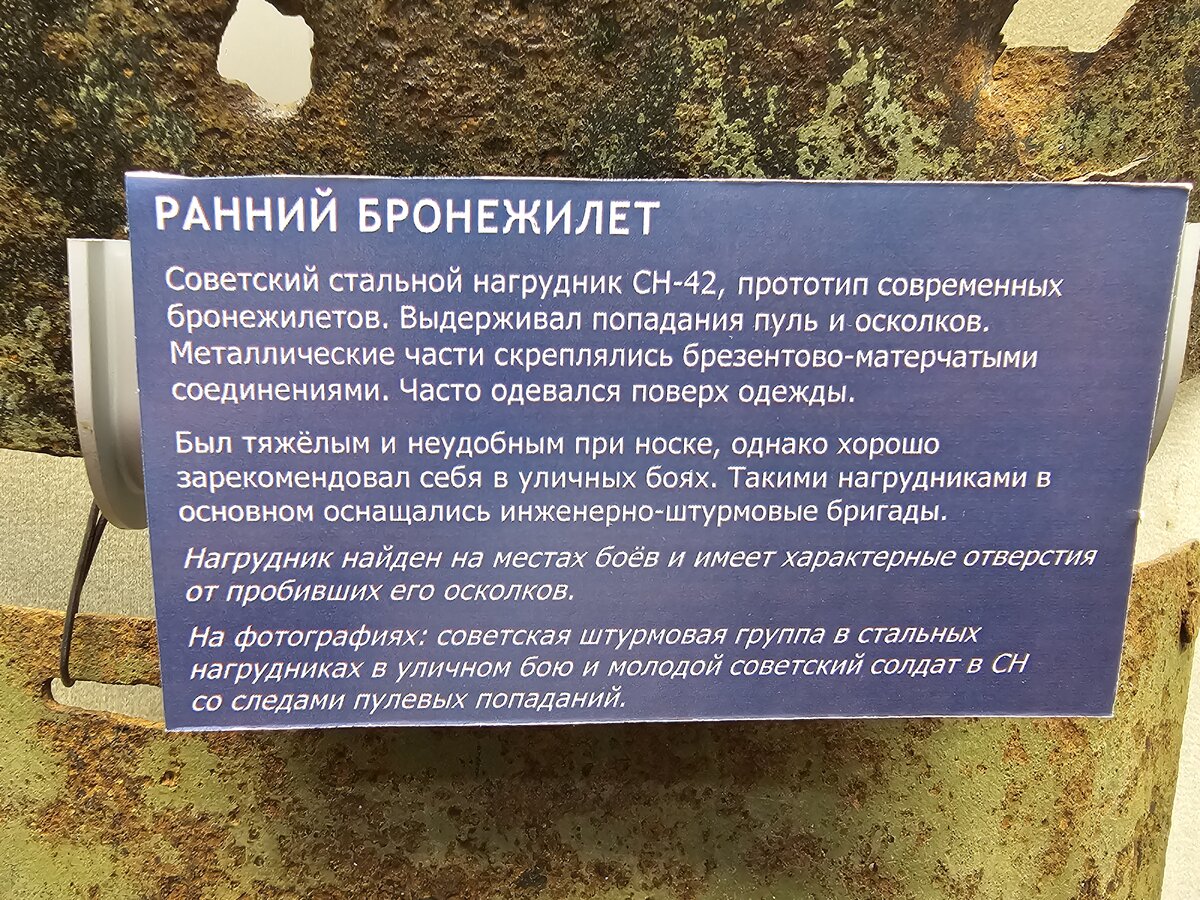 РАННИЙ БРОНЕЖИЛЕТ
Советский стальной нагрудник СН-42, прототип современных
бронежилетов. Выдерживал попадания пуль и осколков.
Металлические части скреплялись брезентово-матерчатыми
соединениями. Часто одевался поверх одежды.
Был тяжёлым и неудобным при носке, однако хорошо
зарекомендовал себя в уличных боях. Такими нагрудниками в
основном оснащались инженерно-штурмовые бригады.
Нагрудник найден на местах боёв и имеет характерные отверстия
от пробивших его осколков.
На фотографиях: советская штурмовая группа в стальных
нагрудниках в уличном бою и молодой советский солдат в СН
со следами пулевых попаданий.